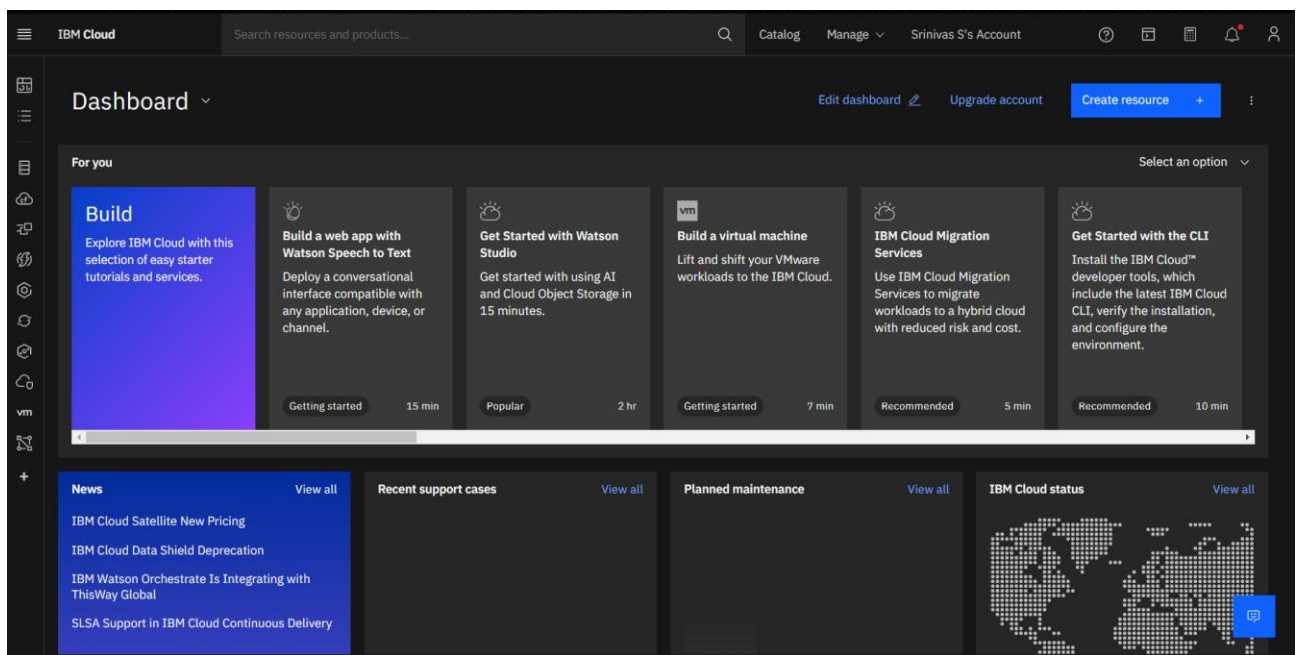 IBM Cloud
Search resources and products...
Catalog
Manage
Srinivas S's Account
Dashboard
Edit dashboard
Upgrade account
Create resource +
For you
Select an option
Build
Explore IBM Cloud with this
selection of easy starter
tutorials and services.
Build a web app with
Watson Speech to Text
Deploy a conversational
interface compatible with
any application, device, or
channel.
Getting started
15 min
Get Started with Watson
Studio
Get started with using AI
and Cloud Object Storage in
15 minutes.
Popular
2 hr
vm
Build a virtual machine
Lift and shift your VMware
workloads to the IBM Cloud.
Getting started
7 min
IBM Cloud Migration
Services
Use IBM Cloud Migration
Services to migrate
workloads to a hybrid cloud
with reduced risk and cost.
Recommended
5 min
Get Started with the CLI
Install the IBM Cloud™
developer tools, which
include the latest IBM Cloud
CLI, verify the installation,
and configure the
environment.
Recommended
10 min
vm
News
View all
IBM Cloud Satellite New Pricing
IBM Cloud Data Shield Deprecation
IBM Watson Orchestrate Is Integrating with
ThisWay Global
SLSA Support in IBM Cloud Continuous Delivery
Recent support cases
View all
Planned maintenance
View all
IBM Cloud status
View all